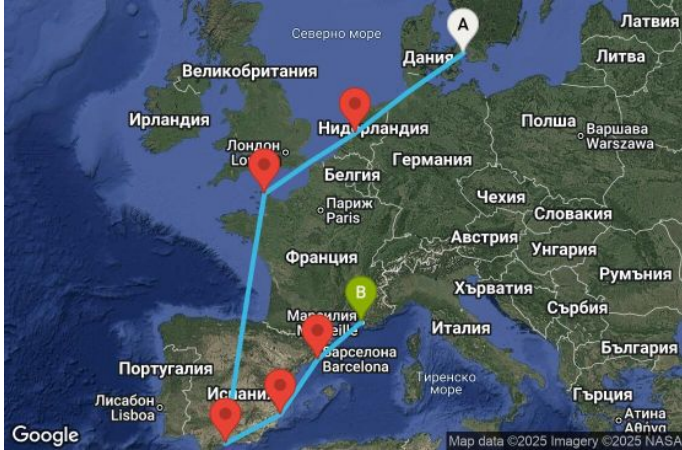 Латвия
Северно море
A
Дания
Литва
Великобритания
Ирландия
Нидерландия
Полша
Варшава
Warszawa
Лондон
Германия
Белгия
Чехия
Париж
Paris
Словакия
Австрия
Унгария
Франция
Румъния
B
Хърватия
Сърбия
Марсилия
Италия
България
Барселона
Barcelona
Португалия
Тиренско
море
Испания
Гърция
Лисабон
Lisboa
Атина
Αθήνα
Google
Map data ©2025 Imagery ©2025 NASA